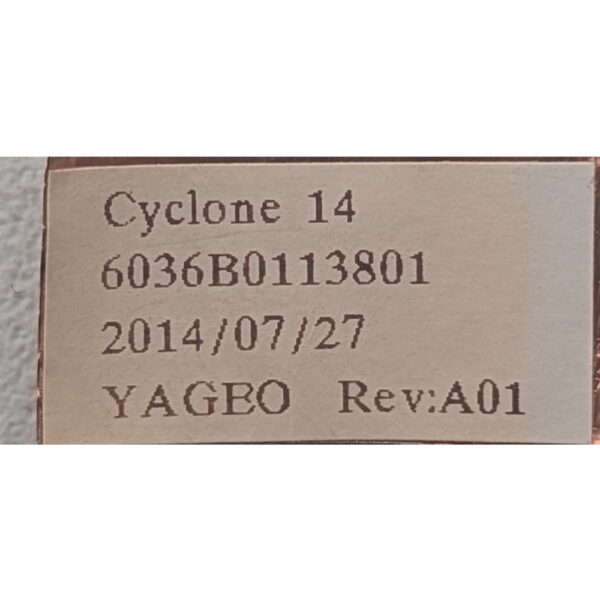 Cyclone 14
6036B0113801
2014/07/27
YAGEO Rev:A01